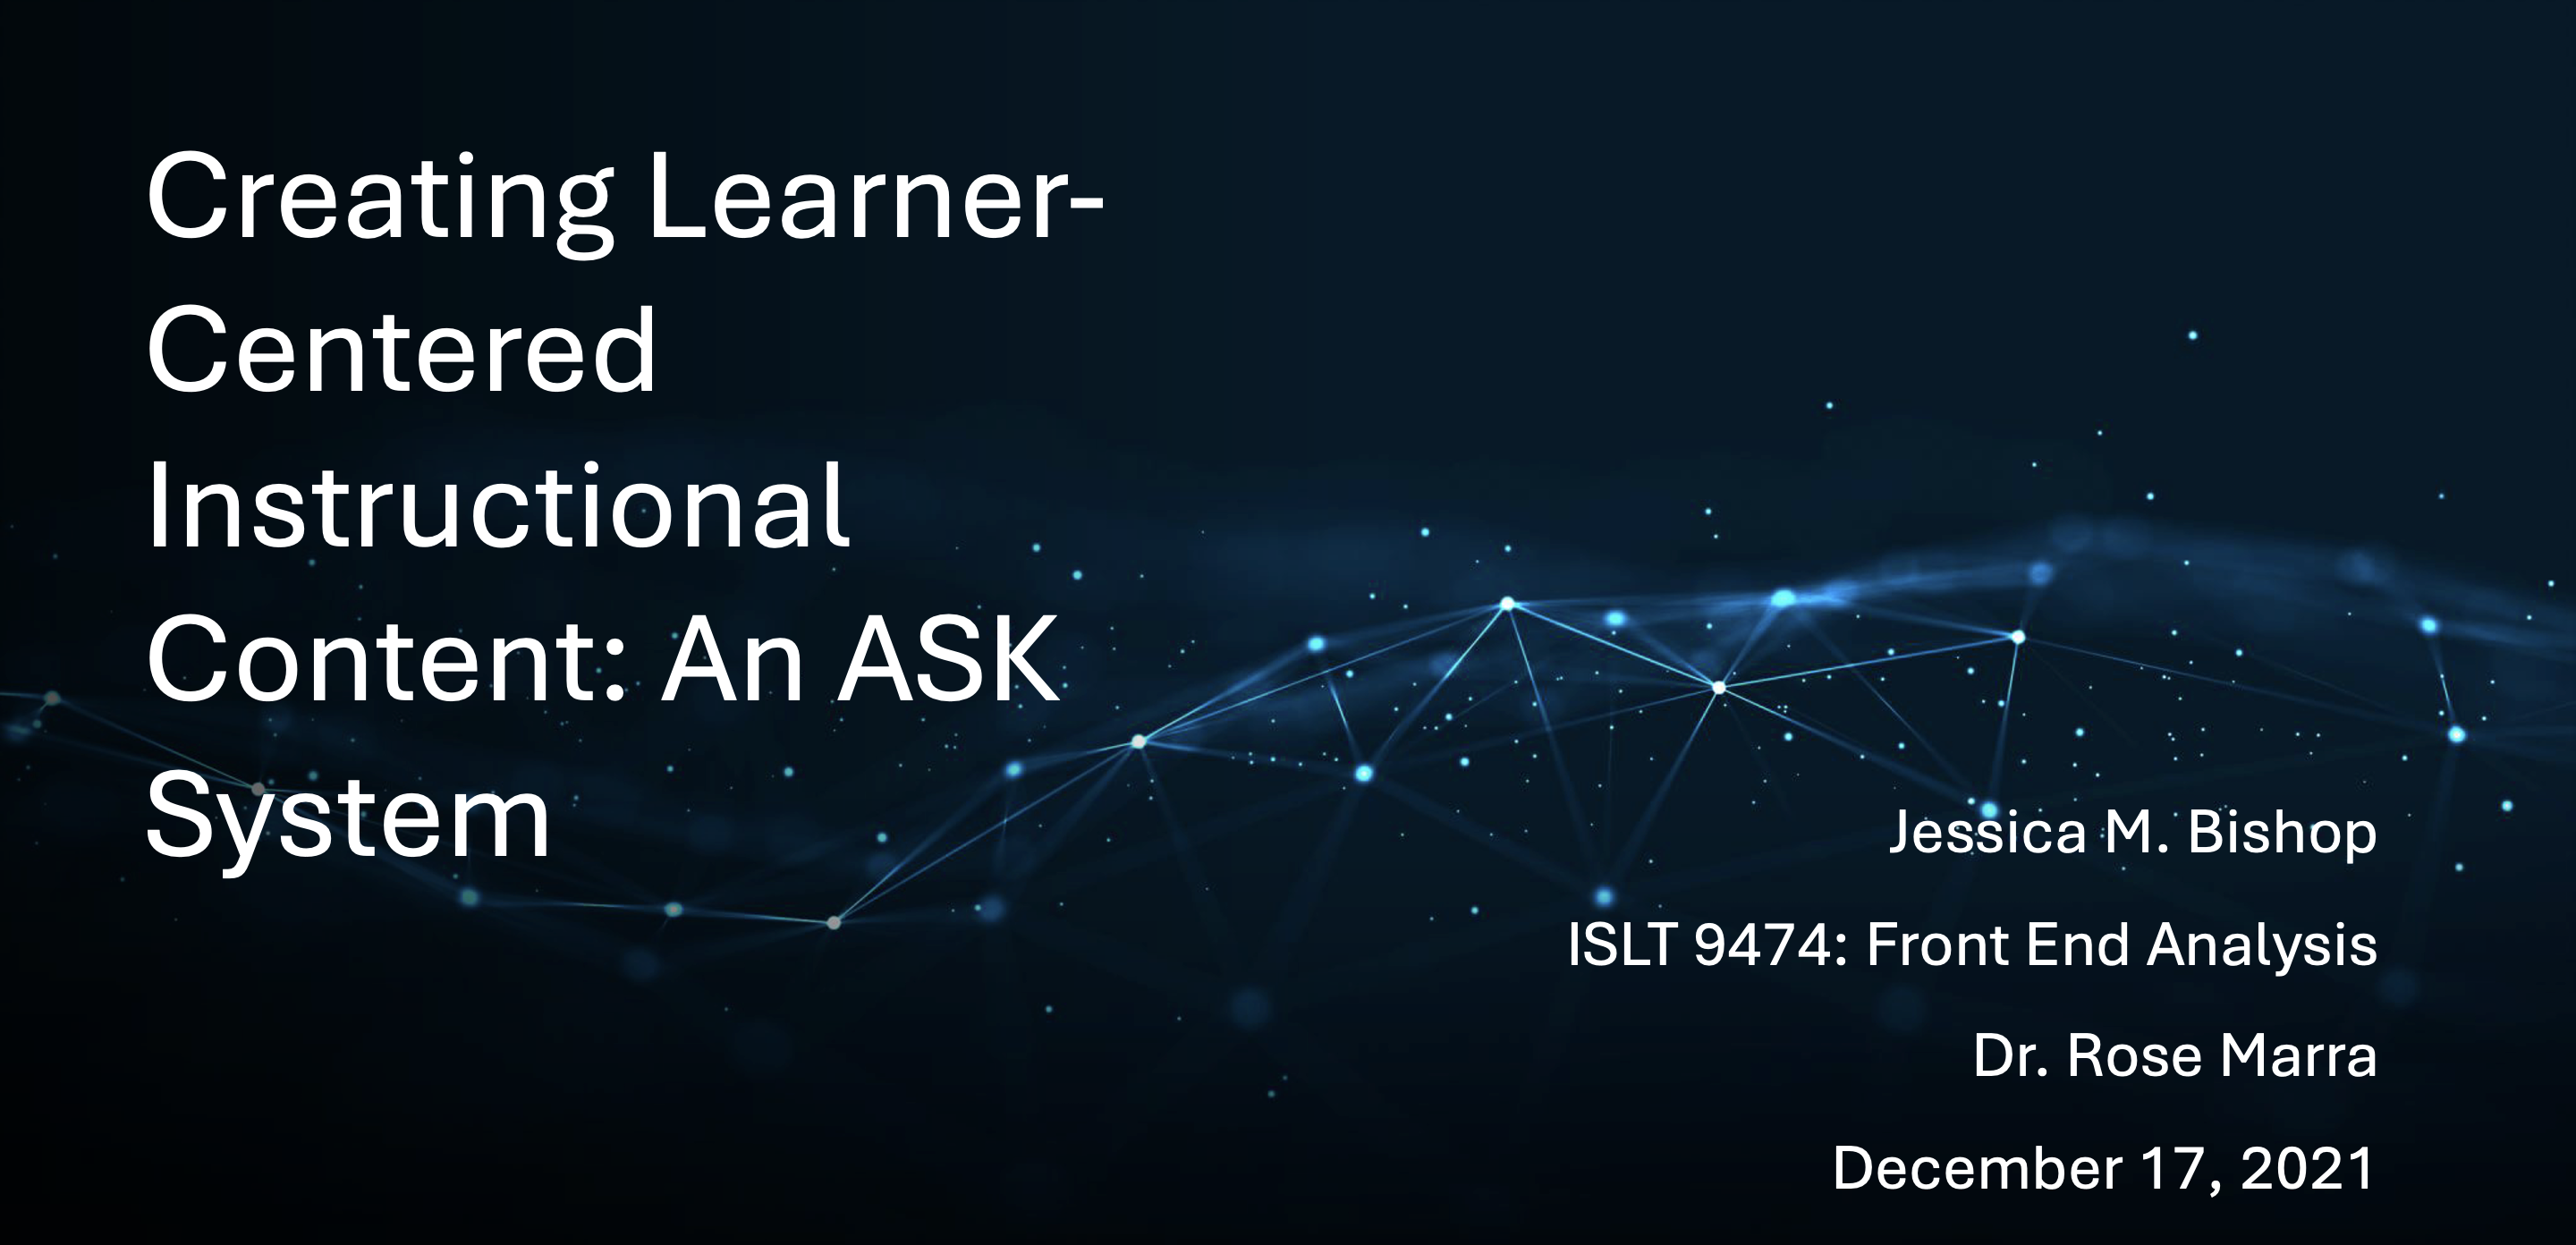 Creating Learner-
Centered
Instructional
Content: An ASK
System
Jessica M. Bishop
ISLT 9474: Front End Analysis
Dr. Rose Marra
December 17, 2021